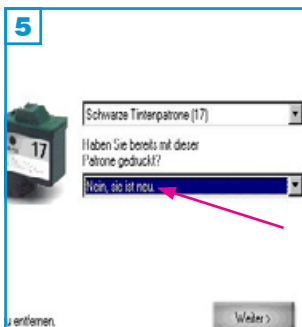 5
Schwarze Tintenpatrone (17)
17
Haben Sie bereits mit dieser
Patrone gedruckt?
Nein, sie ist neu.
u entfernen.
Weiter >